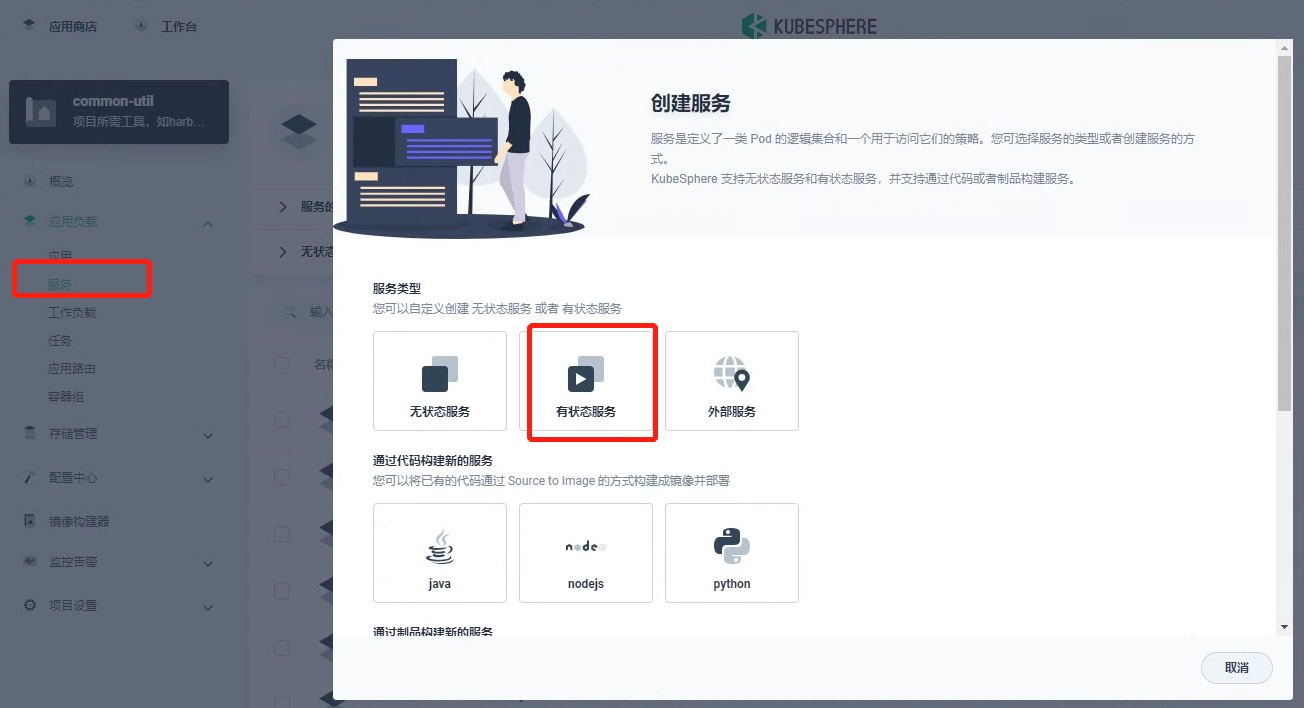 应用商店
工作台
KUBESPHERE
common-util
项目所需工具，如harb...
概览
应用负载
应用
服务
工作负载
任务
应用路由
容器组
存储管理
配置中心
镜像构建器
监控告警
项目设置
服务的
无状态
输入
名称
创建服务
服务是定义了一类 Pod 的逻辑集合和一个用于访问它们的策略。您可选择服务的类型或者创建服务的方
式。
KubeSphere 支持无状态服务和有状态服务，并支持通过代码或者制品构建服务。
服务类型
您可以自定义创建 无状态服务 或者 有状态服务
无状态服务
有状态服务
外部服务
通过代码构建新的服务
您可以将已有的代码通过 Source to Image 的方式构建成镜像并部署
java
node
nodejs
python
通过制品构建新的服务
取消